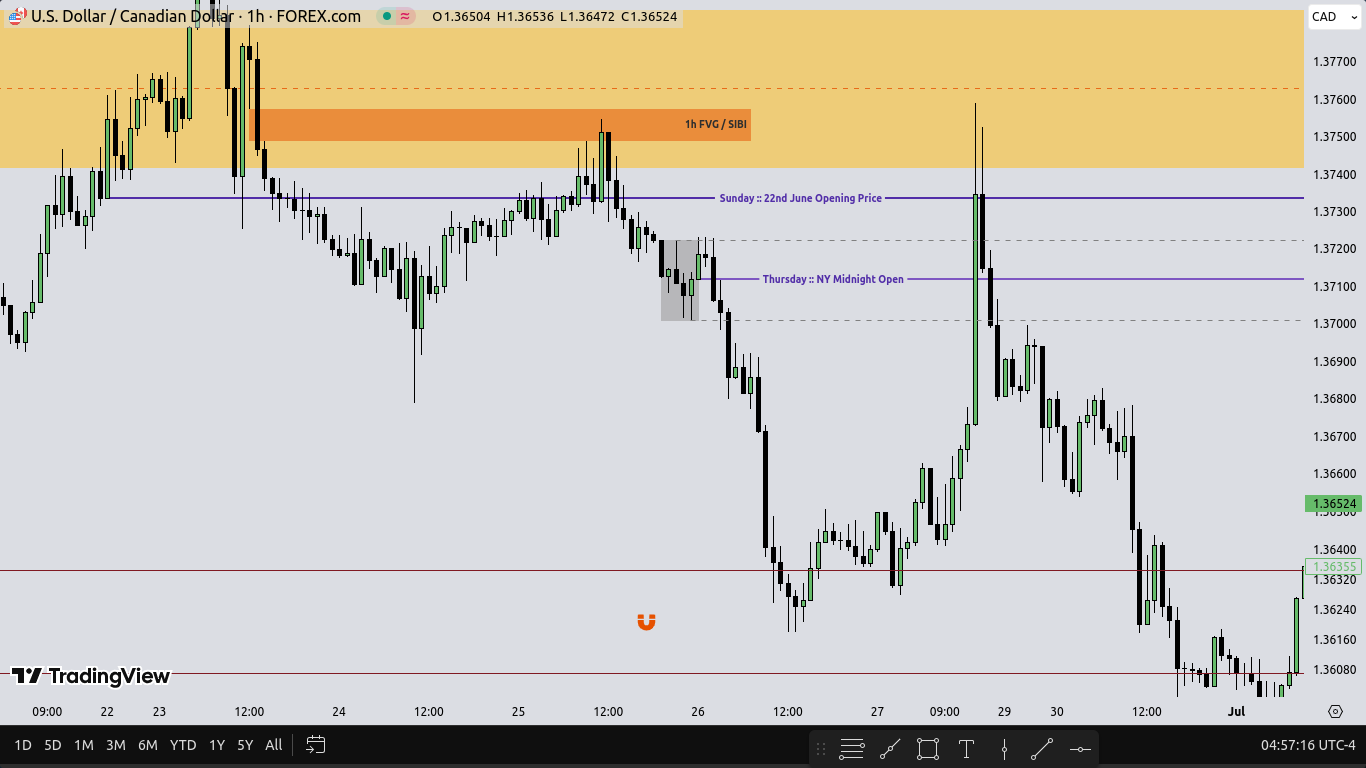 U.S. Dollar / Canadian Dollar · 1h · FOREX.com
O1.36504 H1.36536 L1.36472 C1.36524
CAD
1.37700
1.37600
1h FVG / SIBI
1.37500
1.37400
Sunday :: 22nd June Opening Price
1.37300
1.37200
Thursday :: NY Midnight Open
1.37100
1.37000
1.36900
1.36800
1.36700
1.36600
1.36524
1.36500
1.36400
1.36355
1.36320
1.36240
1.36160
1.36080
TradingView
09:00 22 23 12:00 24 12:00 25 12:00 26 12:00 27 09:00 29 30 12:00 Jul
1D 5D 1M 3M 6M YTD 1Y 5Y All
04:57:16 UTC-4